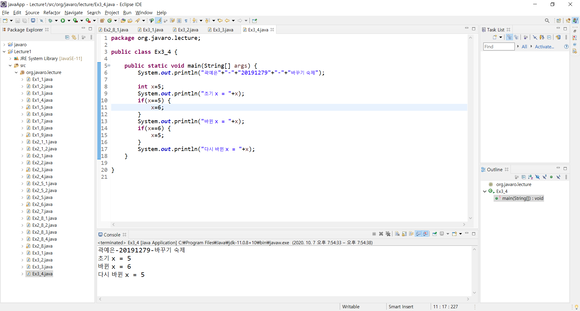 javaApp - Lecture1/src/org/javaro/lecture/Ex3_4.java - Eclipse IDE
File Edit Source Refactor Navigate Search Project Run Window Help
Package Explorer
javaro
Lecture1
JRE System Library [JavaSE-11]
src
org.javaro.lecture
Ex1_1.java
Ex1_2.java
Ex1_4.java
Ex1_5.java
Ex1_6.java
Ex1_7.java
Ex1_8.java
Ex1_9.java
Ex2_1_1.java
Ex2_1_2.java
Ex2_2.java
Ex2_3.java
Ex2_4.java
Ex2_5_1.java
Ex2_5_2.java
Ex2_6.java
Ex2_7.java
Ex2_8_1.java
Ex2_8_2.java
Ex2_8_3.java
Ex2_8_4.java
Ex2_9.java
Ex3_1.java
Ex3_2.java
Ex3_3.java
Ex3_4.java
Ex2_8_1.java
Ex3_1.java
Ex3_2.java
Ex3_3.java
Ex3_4.java
1 package org.javaro.lecture;
2
3 public class Ex3_4 {
4
5 public static void main(String[] args) {
6 System.out.println("곽예은"+"-"+"20191279"+"-"+"바꾸기 숙제");
7
8 int x=5;
9 System.out.println("초기 x = "+x);
10 if(x==5) {
11 x=6;
12 }
13 System.out.println("바뀐 x = "+x);
14 if(x==6) {
15 x=5;
16 }
17 System.out.println("다시 바뀐 x = "+x);
18 }
19
20 }
21
Console
<terminated> Ex3_4 [Java Application] C:\Program Files\Java\jdk-11.0.8+10\bin\javaw.exe (2020. 10. 7 오후 7:54:33 – 오후 7:54:38)
곽예은-20191279-바꾸기 숙제
초기 x = 5
바뀐 x = 6
다시 바뀐 x = 5
Task List
Find
All
Activate...
Outline
org.javaro.lecture
Ex3_4
main(String[]) : void
Writable
Smart Insert
11 : 17 : 227